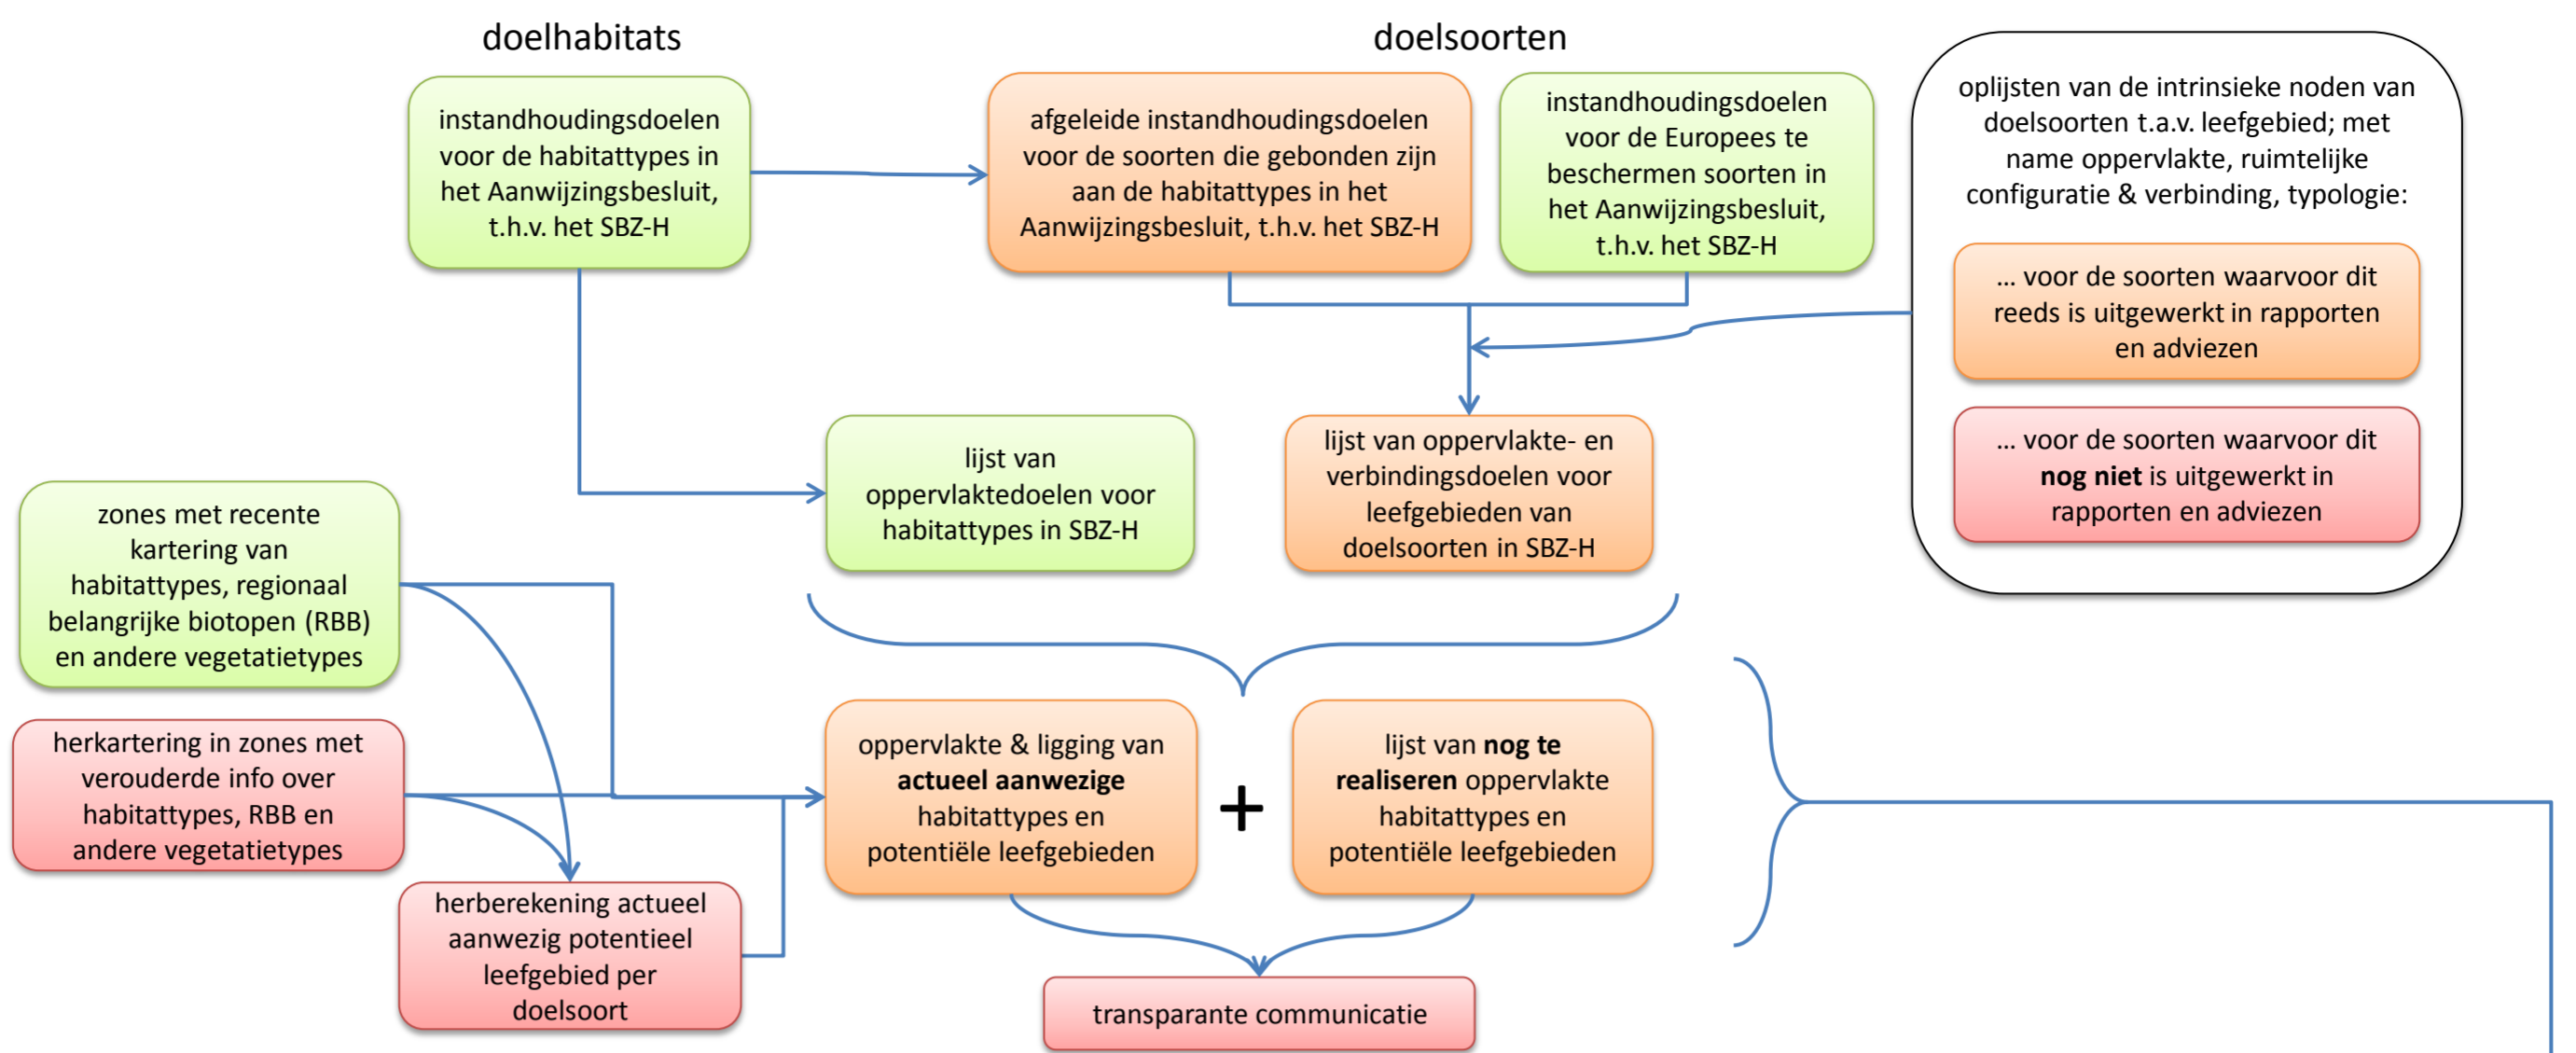 doelhabitats
doelsoorten
instandhoudingsdoelen
voor de habitattypes in
het Aanwijzingsbesluit,
t.h.v. het SBZ-H
afgeleide instandhoudingsdoelen
voor de soorten die gebonden zijn
aan de habitattypes in het
Aanwijzingsbesluit, t.h.v. het SBZ-H
instandhoudingsdoelen
voor de Europees te
beschermen soorten in
het Aanwijzingsbesluit,
t.h.v. het SBZ-H
oplijsten van de intrinsieke noden van
doelsoorten t.a.v. leefgebied; met
name oppervlakte, ruimtelijke
configuratie & verbinding, typologie:
... voor de soorten waarvoor dit
reeds is uitgewerkt in rapporten
en adviezen
... voor de soorten waarvoor dit
nog niet is uitgewerkt in
rapporten en adviezen
lijst van
oppervlaktedoelen voor
habitattypes in SBZ-H
lijst van oppervlakte- en
verbindingsdoelen voor
leefgebieden van
doelsoorten in SBZ-H
zones met recente
kartering van
habitattypes, regionaal
belangrijke biotopen (RBB)
en andere vegetatietypes
herkartering in zones met
verouderde info over
habitattypes, RBB en
andere vegetatietypes
herberekening actueel
aanwezig potentieel
leefgebied per
doelsoort
oppervlakte & ligging van
actueel aanwezige
habitattypes en
potentiële leefgebieden
+
lijst van nog te
realiseren oppervlakte
habitattypes en
potentiële leefgebieden
transparante communicatie